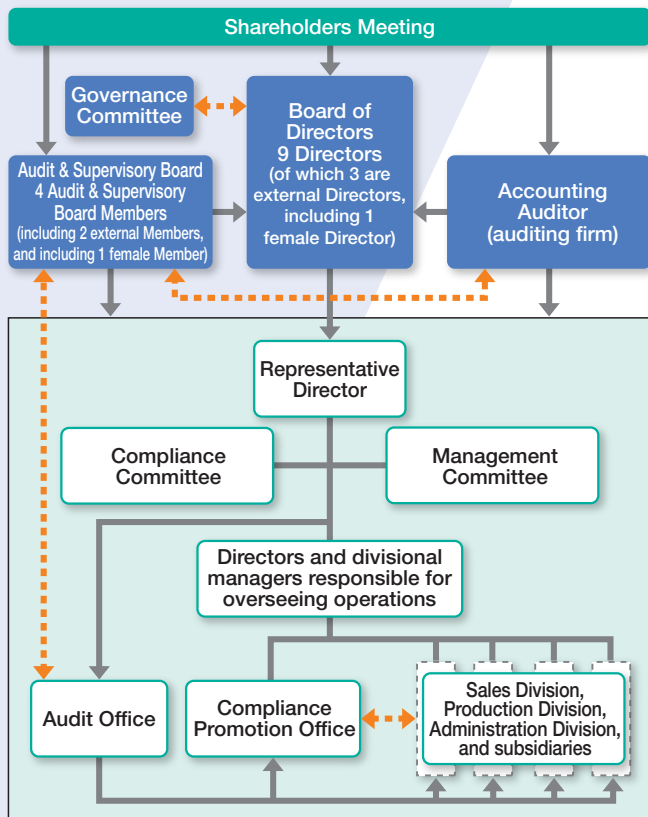 Shareholders Meeting
Governance
Committee
Board of
Directors
9 Directors
(of which 3 are
external Directors,
including 1
female Director)
Audit & Supervisory Board
4 Audit & Supervisory
Board Members
(including 2 external Members,
and including 1 female Member)
Accounting
Auditor
(auditing firm)
Representative
Director
Compliance
Committee
Management
Committee
Directors and divisional
managers responsible for
overseeing operations
Audit Office
Compliance
Promotion Office
Sales Division,
Production Division,
Administration Division,
and subsidiaries